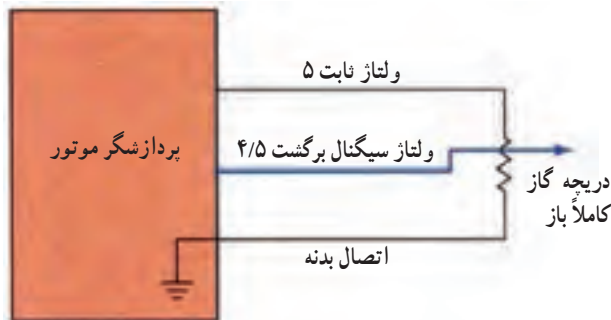 ولتاژ ثابت ۵
پردازشگر موتور
ولتاژ سیگنال برگشت ۴/۵
دریچه گاز
کاملاً باز
اتصال بدنه